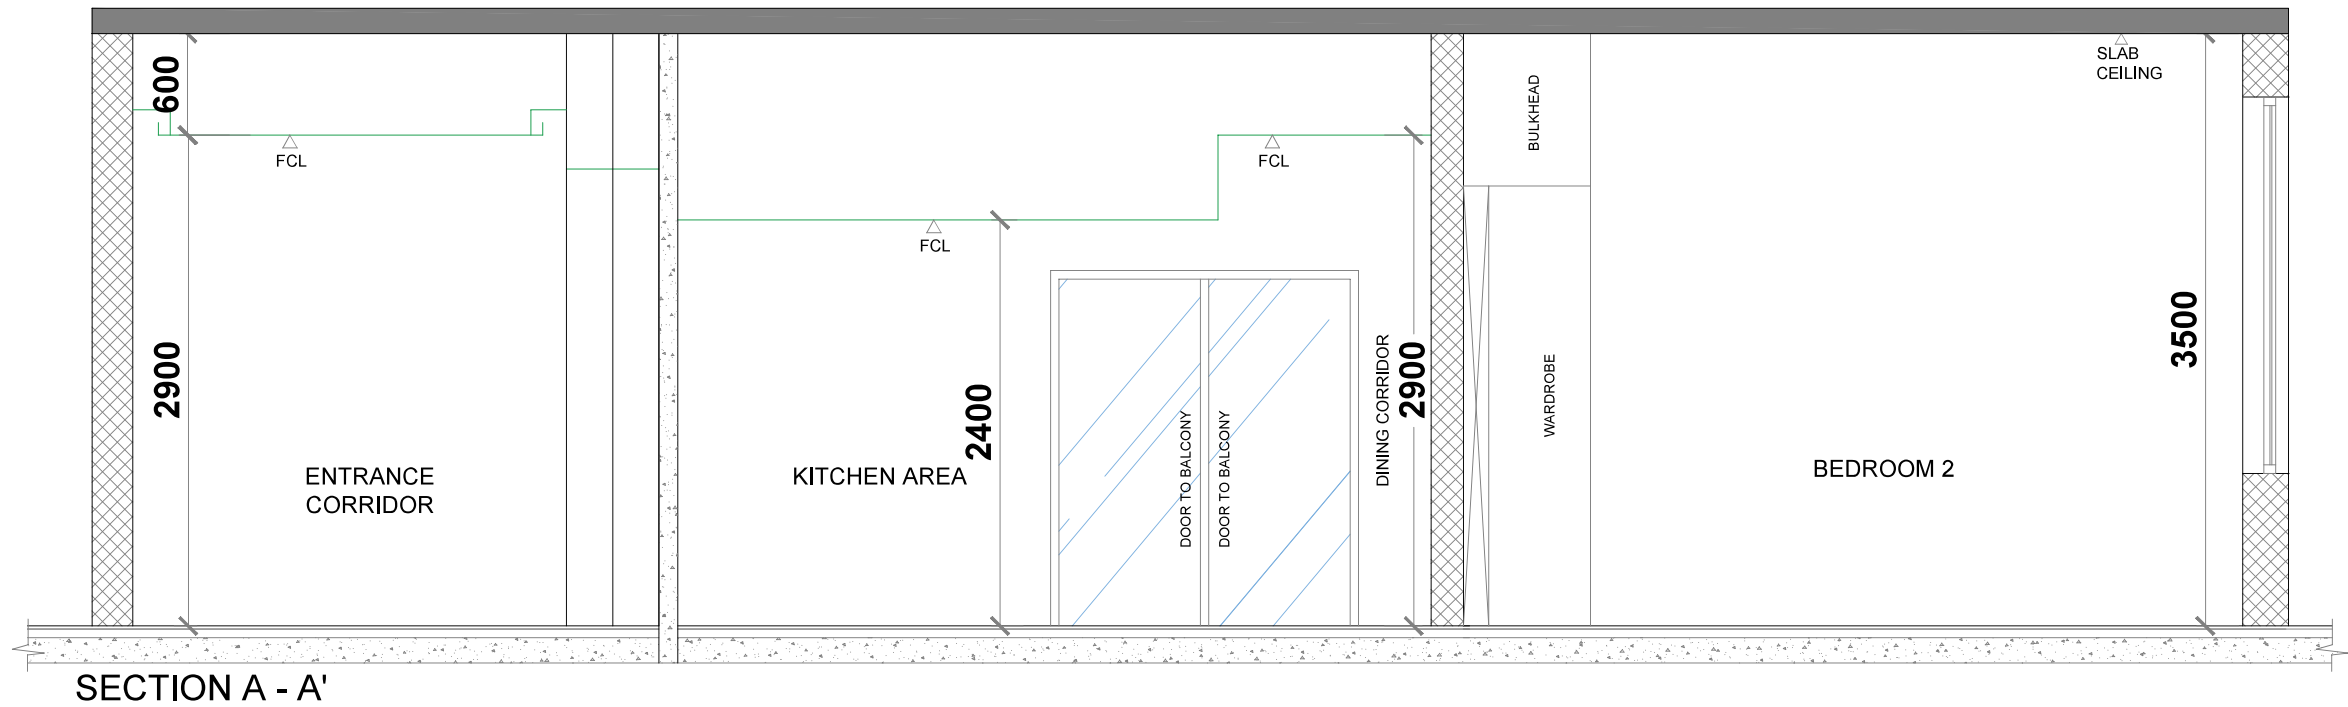 600
FCL
2900
ENTRANCE
CORRIDOR
FCL
2400
KITCHEN AREA
DOOR TO BALCONY
DOOR TO BALCONY
FCL
DINING CORRIDOR
2900
BULKHEAD
WARDROBE
BEDROOM 2
SLAB
CEILING
3500
SECTION A - A'